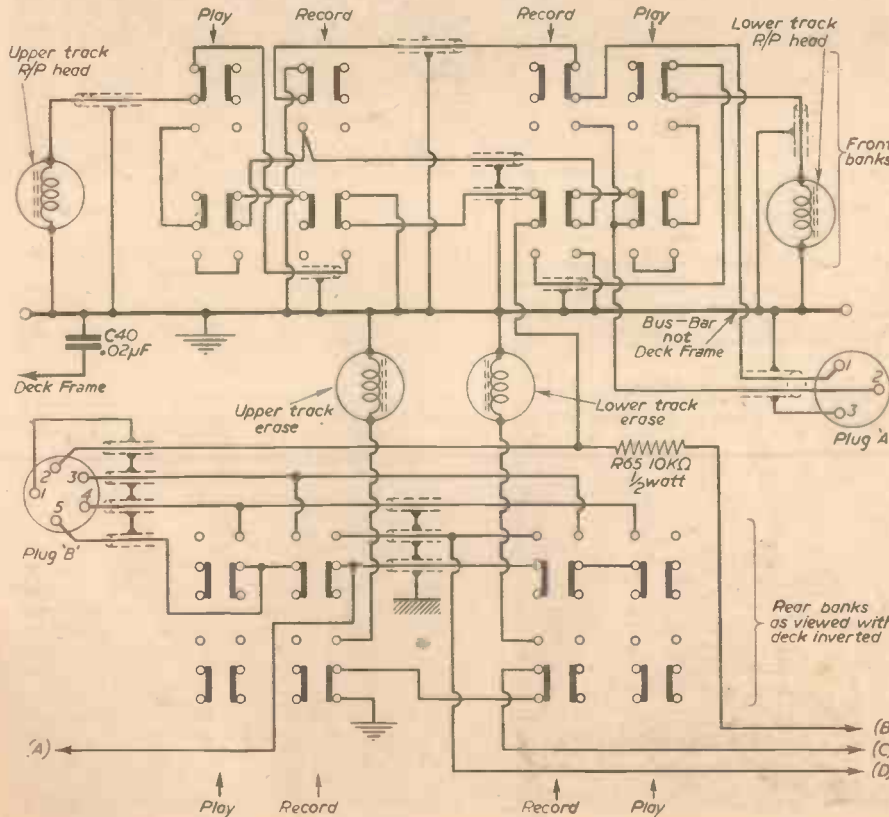 Play
Record
Record
Play
Upper track
R/P head
Lower track
R/P head
Front
banks
C40
.02µF
Deck Frame
Bus-Bar
not
Deck Frame
Upper track
erase
Lower track
erase
1
2
3
Plug 'A'
R65 10KΩ
½ watt
2
3
1
4
5
Plug 'B'
Rear banks
as viewed with
deck inverted
(A)
(B
(C)
(D)
Play
Record
Record
Play